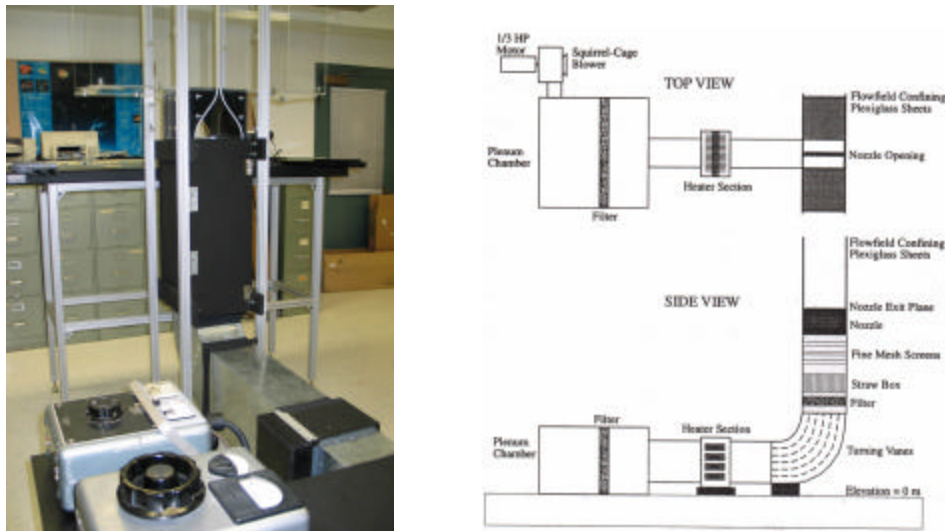 1/3 HP
Motor
Squirrel-Cage
Blower
TOP VIEW
Flowfield Confining
Plexiglass Sheets
Plenum
Chamber
Nozzle Opening
Heater Section
Filter
Flowfield Confining
Plexiglass Sheets
SIDE VIEW
Nozzle Exit Plane
Nozzle
Fine Mesh Screens
Straw Box
Filter
Filter
Heater Section
Plenum
Chamber
Turning Vanes
Elevation = 0 m